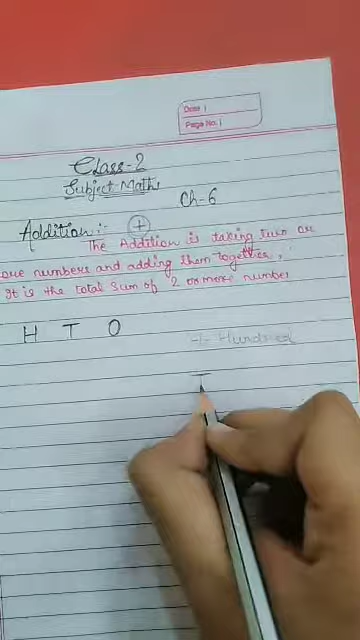 Date :
Page No. :
Class-2
Subject-Maths
Ch-6
Addition :- +
The Addition is taking two or
more numbers and adding them together,
It is the total sum of 2 or more number
H T O
H- Hundred
T